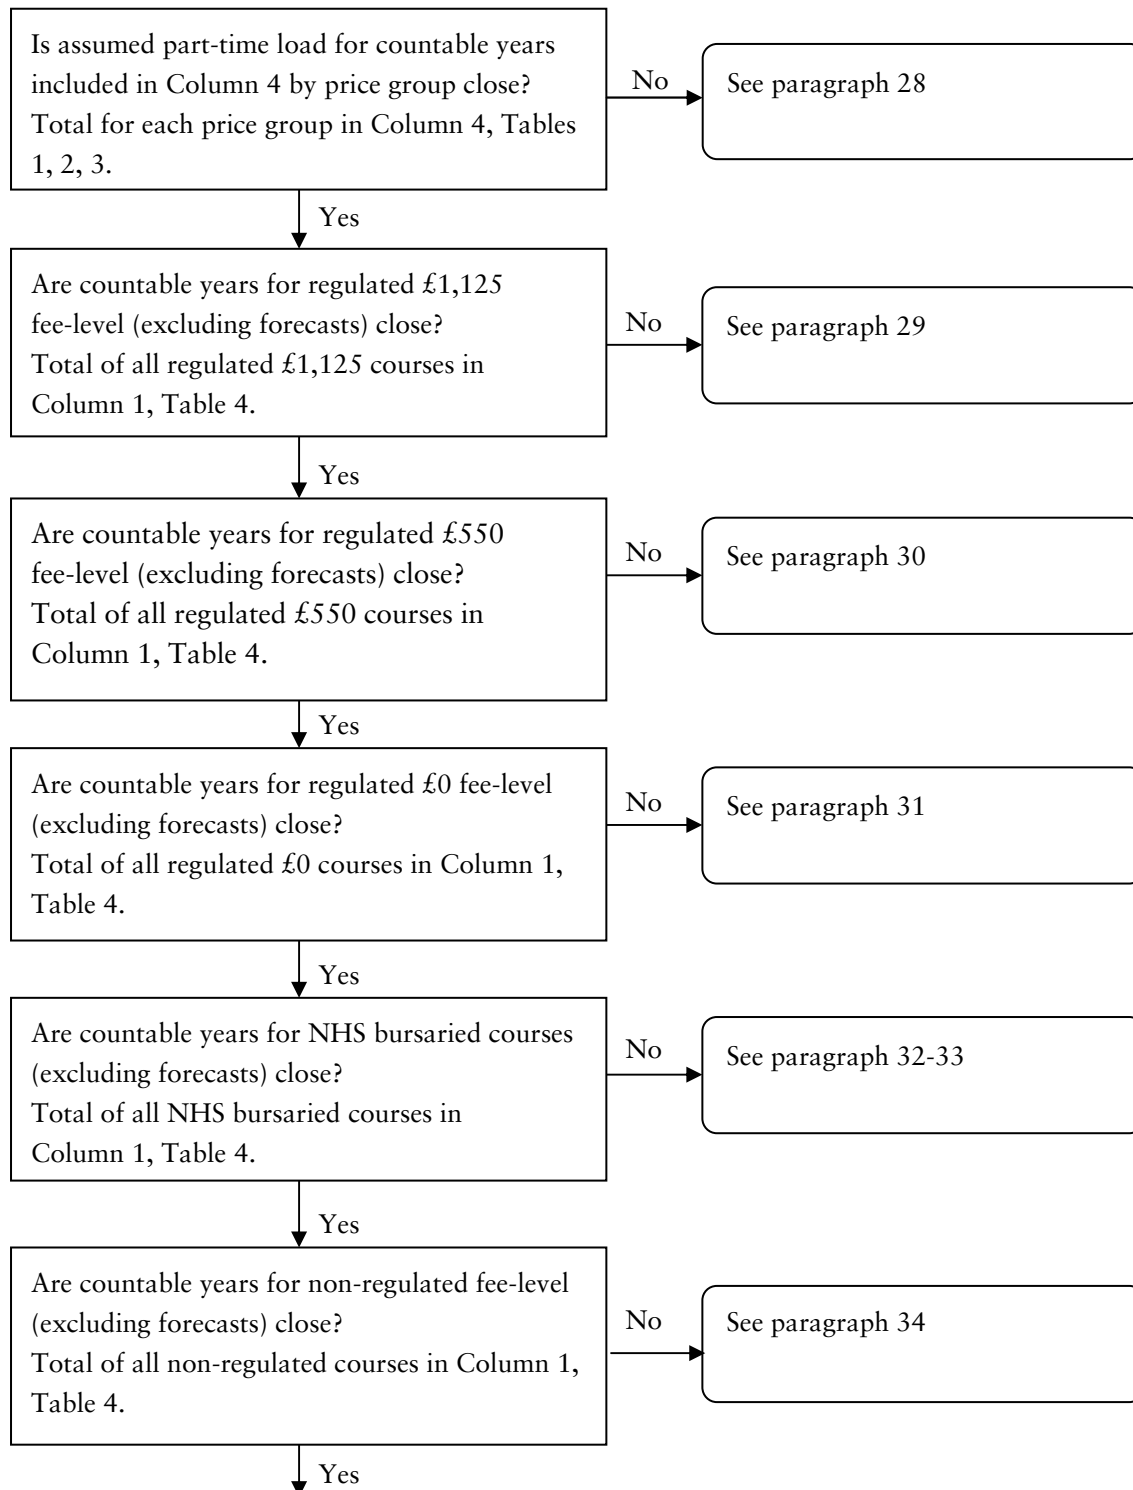 Is assumed part-time load for countable years
included in Column 4 by price group close?
Total for each price group in Column 4, Tables
1, 2, 3.
No
See paragraph 28
Yes
Are countable years for regulated £1,125
fee-level (excluding forecasts) close?
Total of all regulated £1,125 courses in
Column 1, Table 4.
No
See paragraph 29
Yes
Are countable years for regulated £550
fee-level (excluding forecasts) close?
Total of all regulated £550 courses in
Column 1, Table 4.
No
See paragraph 30
Yes
Are countable years for regulated £0 fee-level
(excluding forecasts) close?
Total of all regulated £0 courses in Column 1,
Table 4.
No
See paragraph 31
Yes
Are countable years for NHS bursaried courses
(excluding forecasts) close?
Total of all NHS bursaried courses in
Column 1, Table 4.
No
See paragraph 32-33
Yes
Are countable years for non-regulated fee-level
(excluding forecasts) close?
Total of all non-regulated courses in Column 1,
Table 4.
No
See paragraph 34
Yes